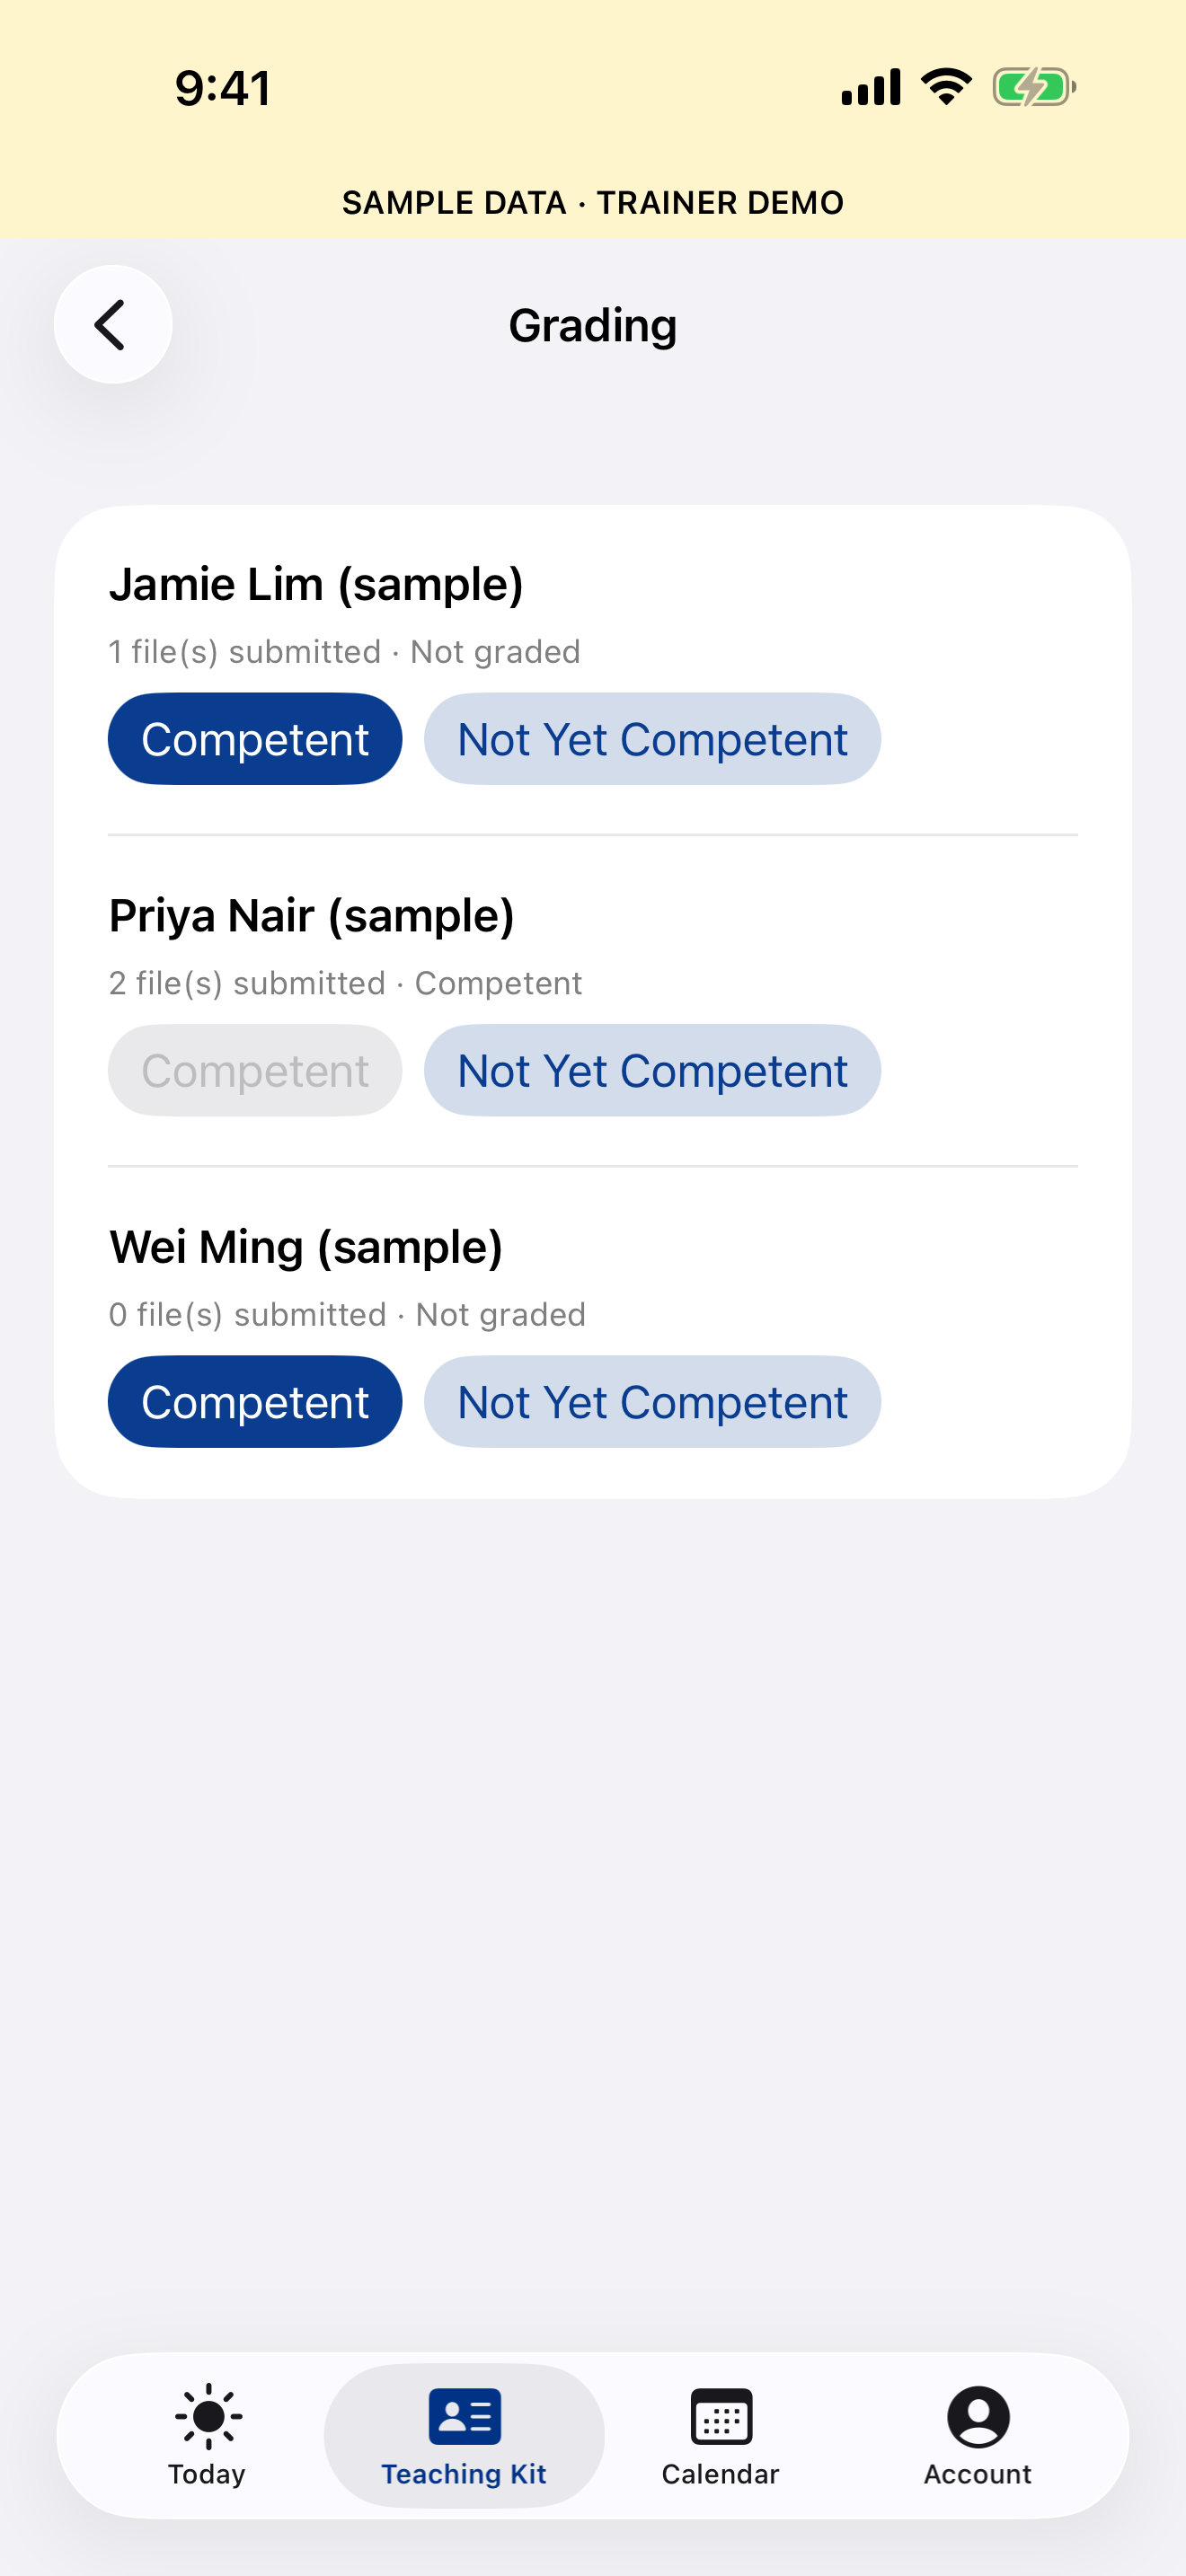 9:41
SAMPLE DATA · TRAINER DEMO
Grading
Jamie Lim (sample)
1 file(s) submitted · Not graded
Competent
Not Yet Competent
Priya Nair (sample)
2 file(s) submitted · Competent
Competent
Not Yet Competent
Wei Ming (sample)
0 file(s) submitted · Not graded
Competent
Not Yet Competent
Today
Teaching Kit
Calendar
Account